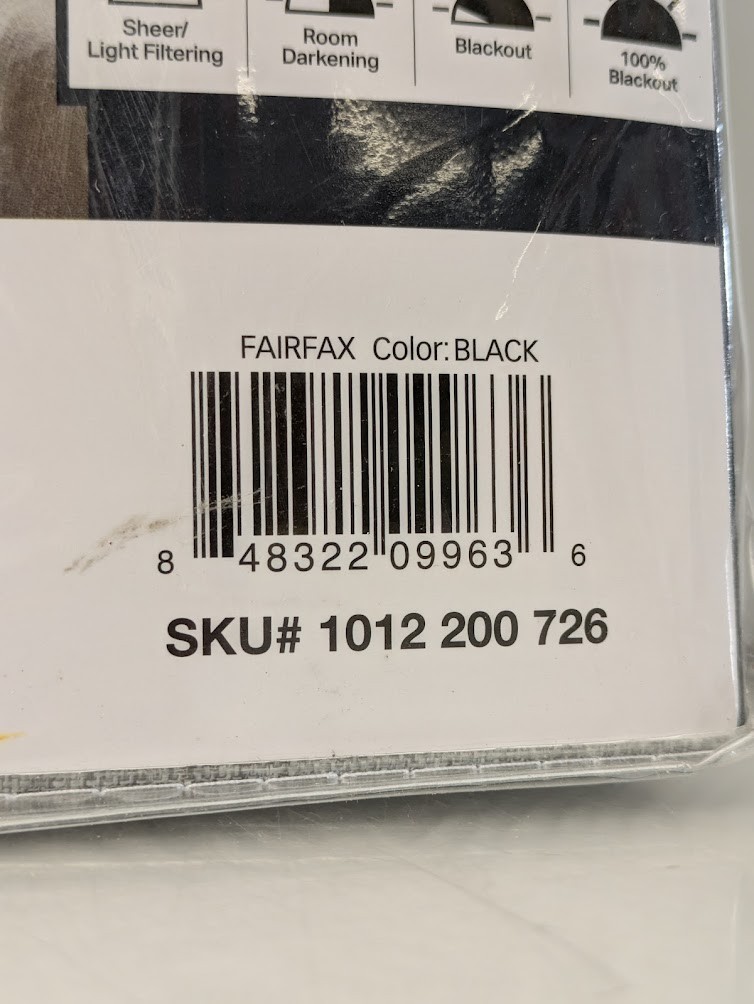 Sheer/
Light Filtering
Room
Darkening
Blackout
100%
Blackout
FAIRFAX Color: BLACK
8 48322 09963 6
SKU# 1012 200 726